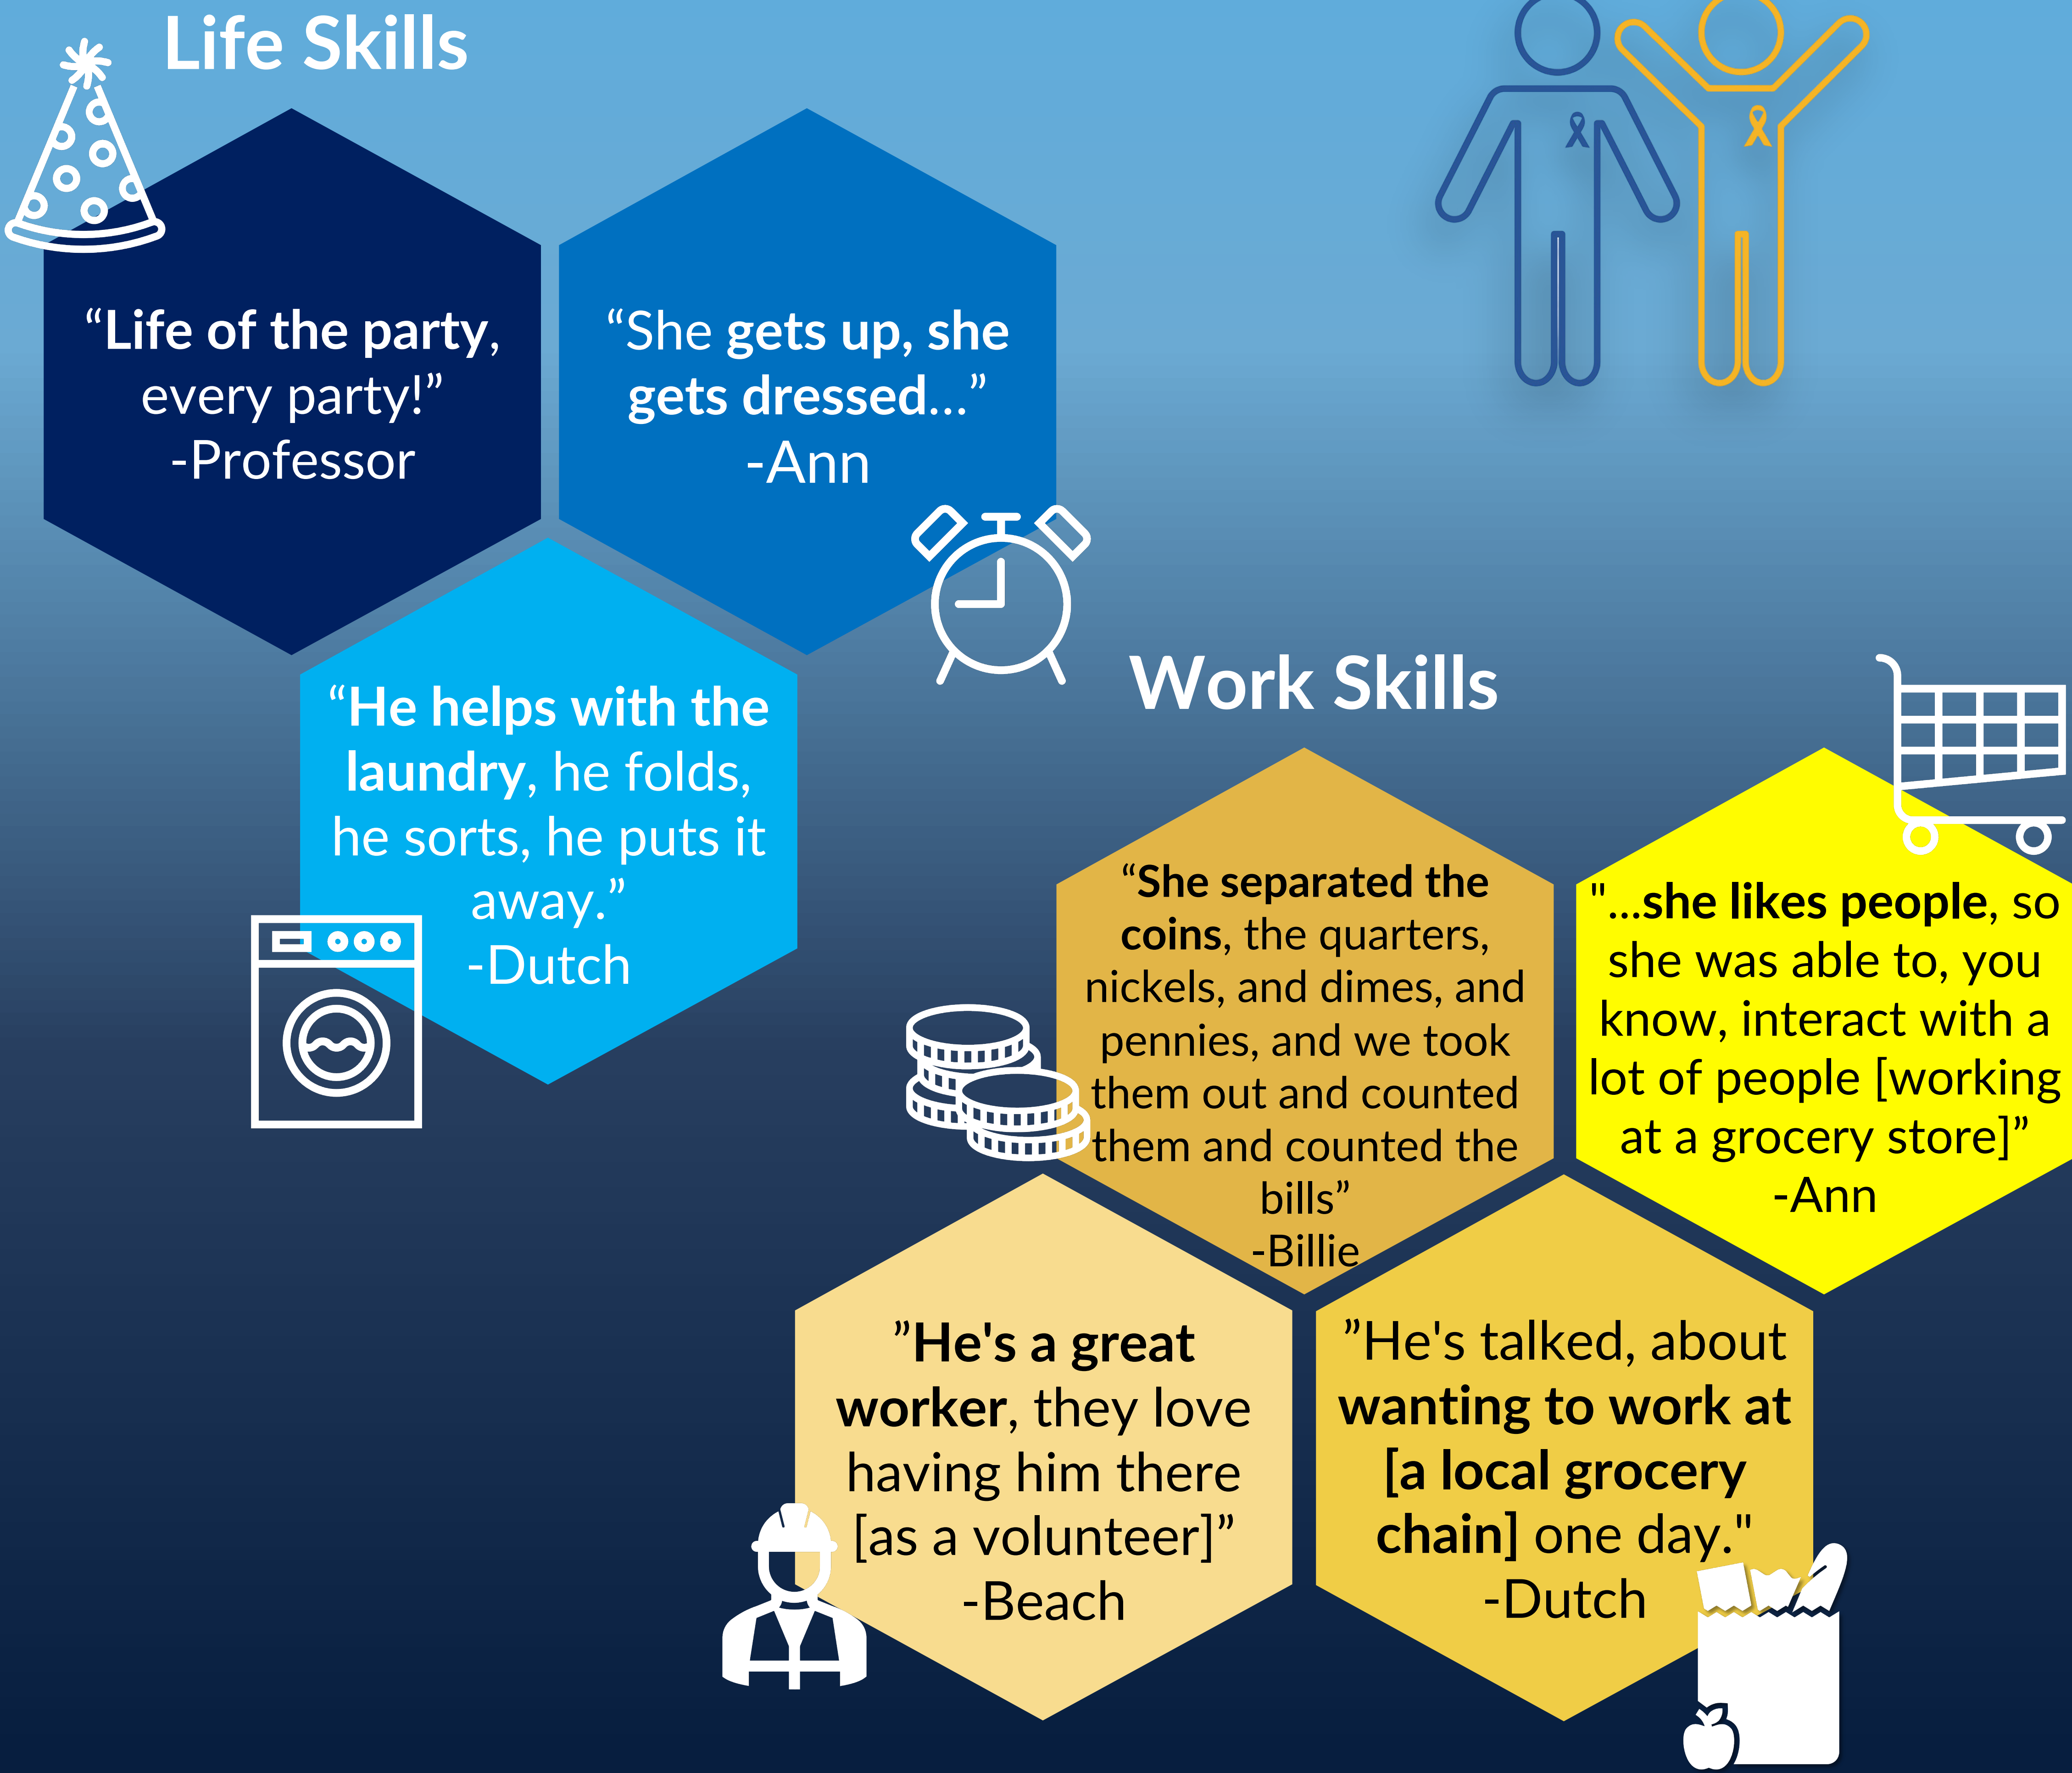 Life Skills
“Life of the party,
every party!”
-Professor
“She gets up, she
gets dressed...”
-Ann
“He helps with the
laundry, he folds,
he sorts, he puts it
away.”
-Dutch
Work Skills
“She separated the
coins, the quarters,
nickels, and dimes, and
pennies, and we took
them out and counted
them and counted the
bills”
-Billie
"...she likes people, so
she was able to, you
know, interact with a
lot of people [working
at a grocery store]”
-Ann
”He's a great
worker, they love
having him there
[as a volunteer]”
-Beach
”He's talked, about
wanting to work at
[a local grocery
chain] one day."
-Dutch